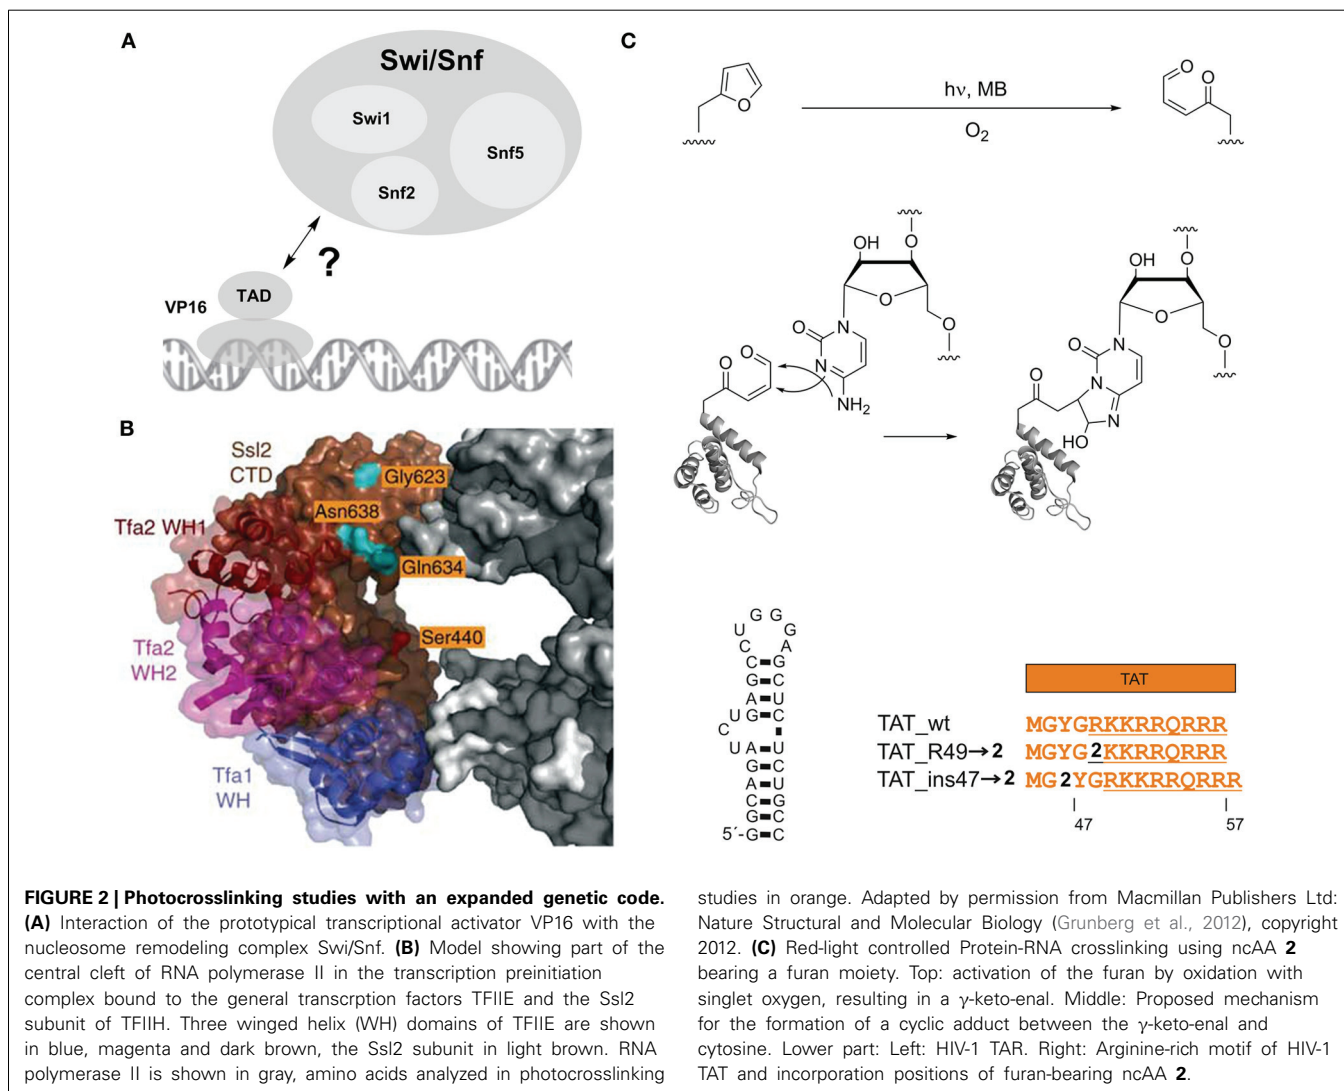 A
Swi/Snf
Swi1
Snf5
Snf2
?
TAD
VP16
B
Ssl2
CTD
Gly623
Asn638
Tfa2 WH1
Gln634
Ser440
Tfa2
WH2
Tfa1
WH
C
O
hν, MB
O2
O
O
O
OH
O
O
N
O
O
N
NH2
O
O
OH
O
O
N
O
O
N
N
HO
O
G G
U G
C A
C G
G C
A U
G C
U
C
U U
A C
G U
A G
C
G C
5´-G C
TAT
TAT_wt MGYGRKKRRQRRR
TAT_R49→2 MGYG2KKRRQRRR
TAT_ins47→2 MG2YGRKKRRQRRR
47 57
FIGURE 2 | Photocrosslinking studies with an expanded genetic code.
(A) Interaction of the prototypical transcriptional activator VP16 with the
nucleosome remodeling complex Swi/Snf. (B) Model showing part of the
central cleft of RNA polymerase II in the transcription preinitiation
complex bound to the general transcrption factors TFIIE and the Ssl2
subunit of TFIIH. Three winged helix (WH) domains of TFIIE are shown
in blue, magenta and dark brown, the Ssl2 subunit in light brown. RNA
polymerase II is shown in gray, amino acids analyzed in photocrosslinking
studies in orange. Adapted by permission from Macmillan Publishers Ltd:
Nature Structural and Molecular Biology (Grunberg et al., 2012), copyright
2012. (C) Red-light controlled Protein-RNA crosslinking using ncAA 2
bearing a furan moiety. Top: activation of the furan by oxidation with
singlet oxygen, resulting in a γ-keto-enal. Middle: Proposed mechanism
for the formation of a cyclic adduct between the γ-keto-enal and
cytosine. Lower part: Left: HIV-1 TAR. Right: Arginine-rich motif of HIV-1
TAT and incorporation positions of furan-bearing ncAA 2.